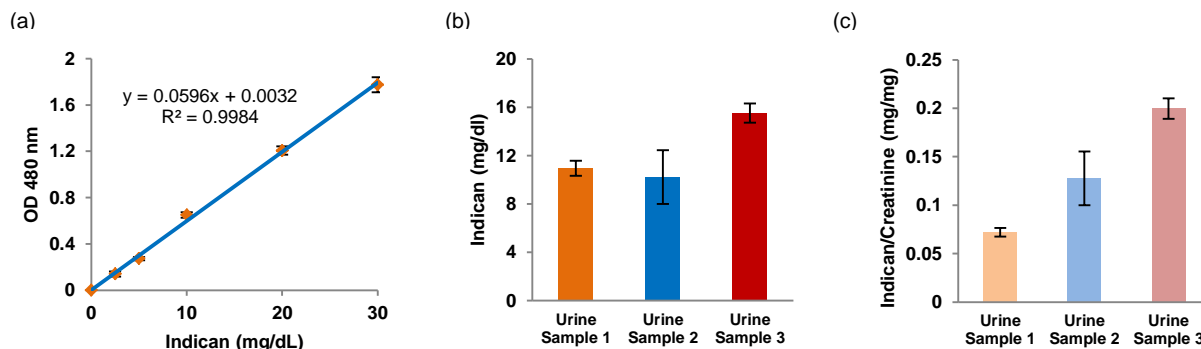 (a)
y = 0.0596x + 0.0032
R² = 0.9984
OD 480 nm
2
1.6
1.2
0.8
0.4
0
0 10 20 30
Indican (mg/dL)
(b)
Indican (mg/dl)
20
16
12
8
4
0
Urine Urine Urine
Sample 1 Sample 2 Sample 3
(c)
Indican/Creatinine (mg/mg)
0.25
0.2
0.15
0.1
0.05
0
Urine Urine Urine
Sample 1 Sample 2 Sample 3